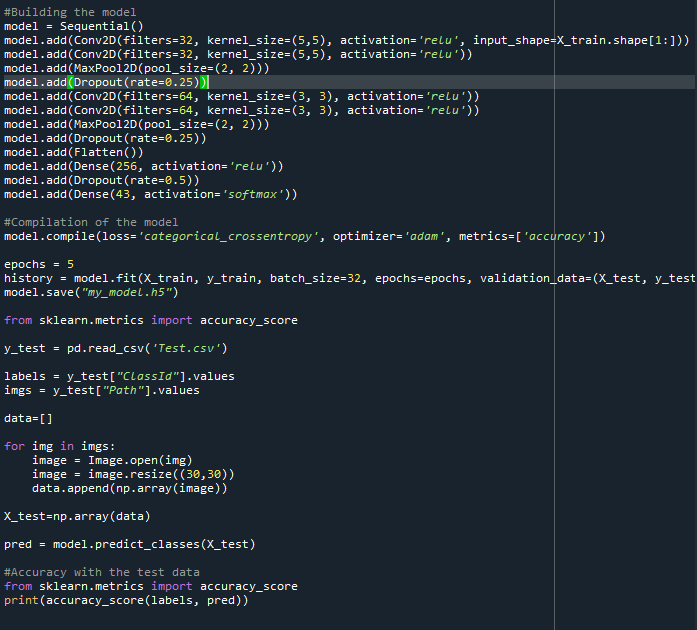 #Building the model
model = Sequential()
model.add(Conv2D(filters=32, kernel_size=(5,5), activation='relu', input_shape=X_train.shape[1:]))
model.add(Conv2D(filters=32, kernel_size=(5,5), activation='relu'))
model.add(MaxPool2D(pool_size=(2, 2)))
model.add(Dropout(rate=0.25))
model.add(Conv2D(filters=64, kernel_size=(3, 3), activation='relu'))
model.add(Conv2D(filters=64, kernel_size=(3, 3), activation='relu'))
model.add(MaxPool2D(pool_size=(2, 2)))
model.add(Dropout(rate=0.25))
model.add(Flatten())
model.add(Dense(256, activation='relu'))
model.add(Dropout(rate=0.5))
model.add(Dense(43, activation='softmax'))
#Compilation of the model
model.compile(loss='categorical_crossentropy', optimizer='adam', metrics=['accuracy'])
epochs = 5
history = model.fit(X_train, y_train, batch_size=32, epochs=epochs, validation_data=(X_test, y_test
model.save("my_model.h5")
from sklearn.metrics import accuracy_score
y_test = pd.read_csv('Test.csv')
labels = y_test["ClassId"].values
imgs = y_test["Path"].values
data=[]
for img in imgs:
    image = Image.open(img)
    image = image.resize((30,30))
    data.append(np.array(image))
X_test=np.array(data)
pred = model.predict_classes(X_test)
#Accuracy with the test data
from sklearn.metrics import accuracy_score
print(accuracy_score(labels, pred))